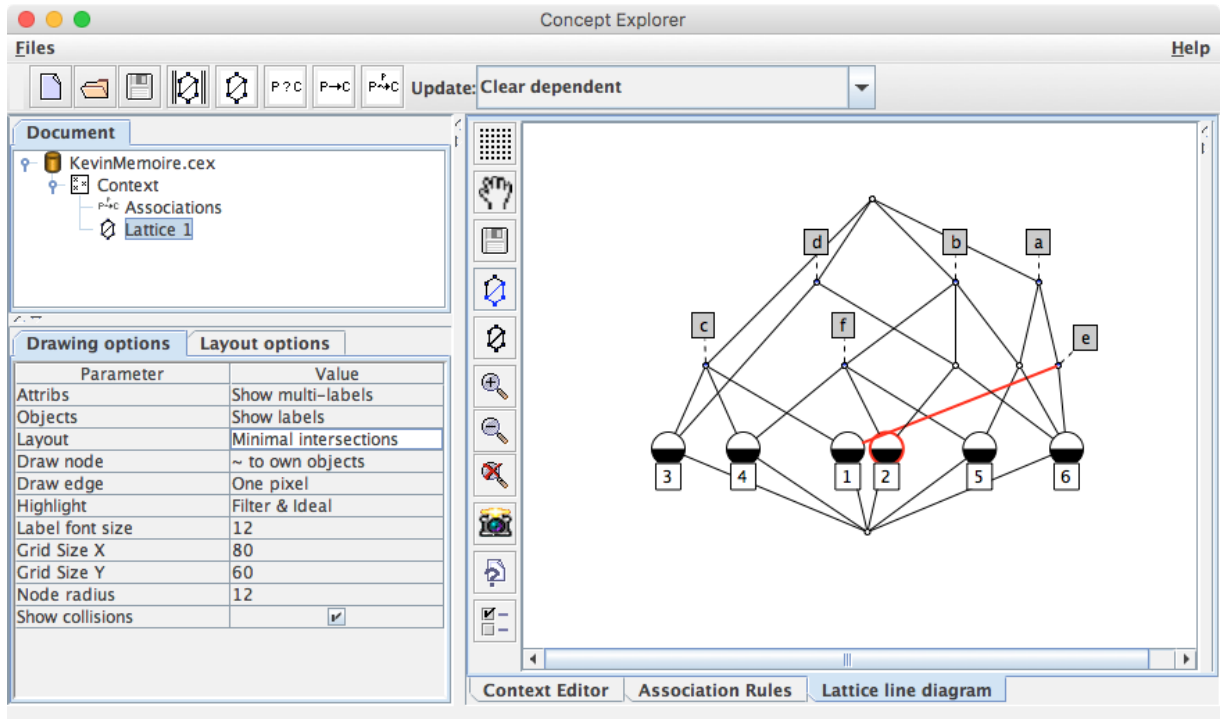 Concept Explorer
Files Help
P?C P→C Update: Clear dependent
Document
KevinMemoire.cex
Context
Associations
Lattice 1
Drawing options Layout options
Parameter Value
Attribs Show multi-labels
Objects Show labels
Layout Minimal intersections
Draw node ~ to own objects
Draw edge One pixel
Highlight Filter & Ideal
Label font size 12
Grid Size X 80
Grid Size Y 60
Node radius 12
Show collisions
d b a
c f e
3 4 1 2 5 6
Context Editor Association Rules Lattice line diagram